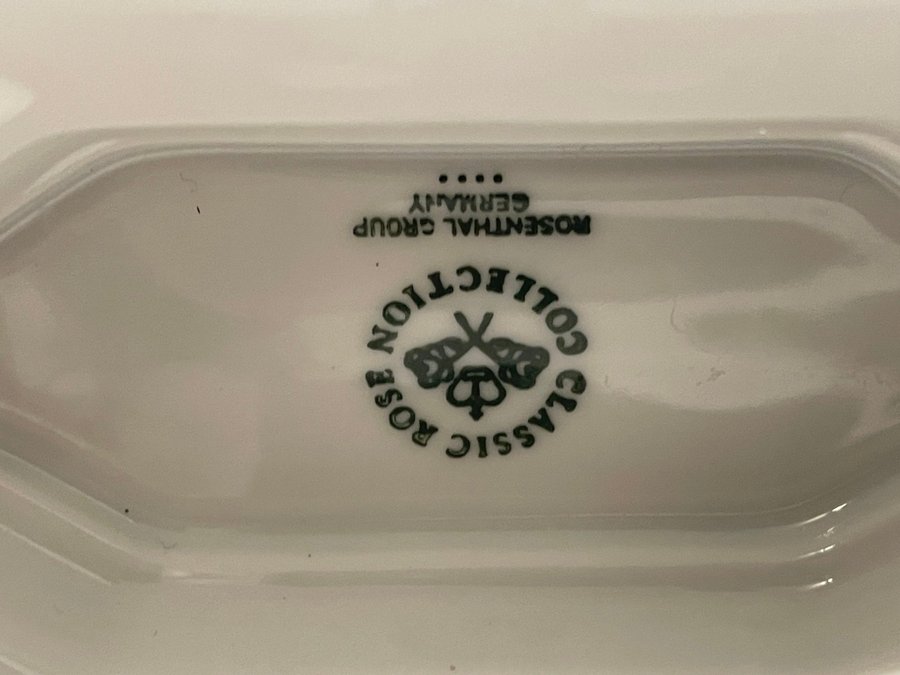 CLASSIC ROSE
COLLECTION
ROSENTHAL GROUP
GERMANY